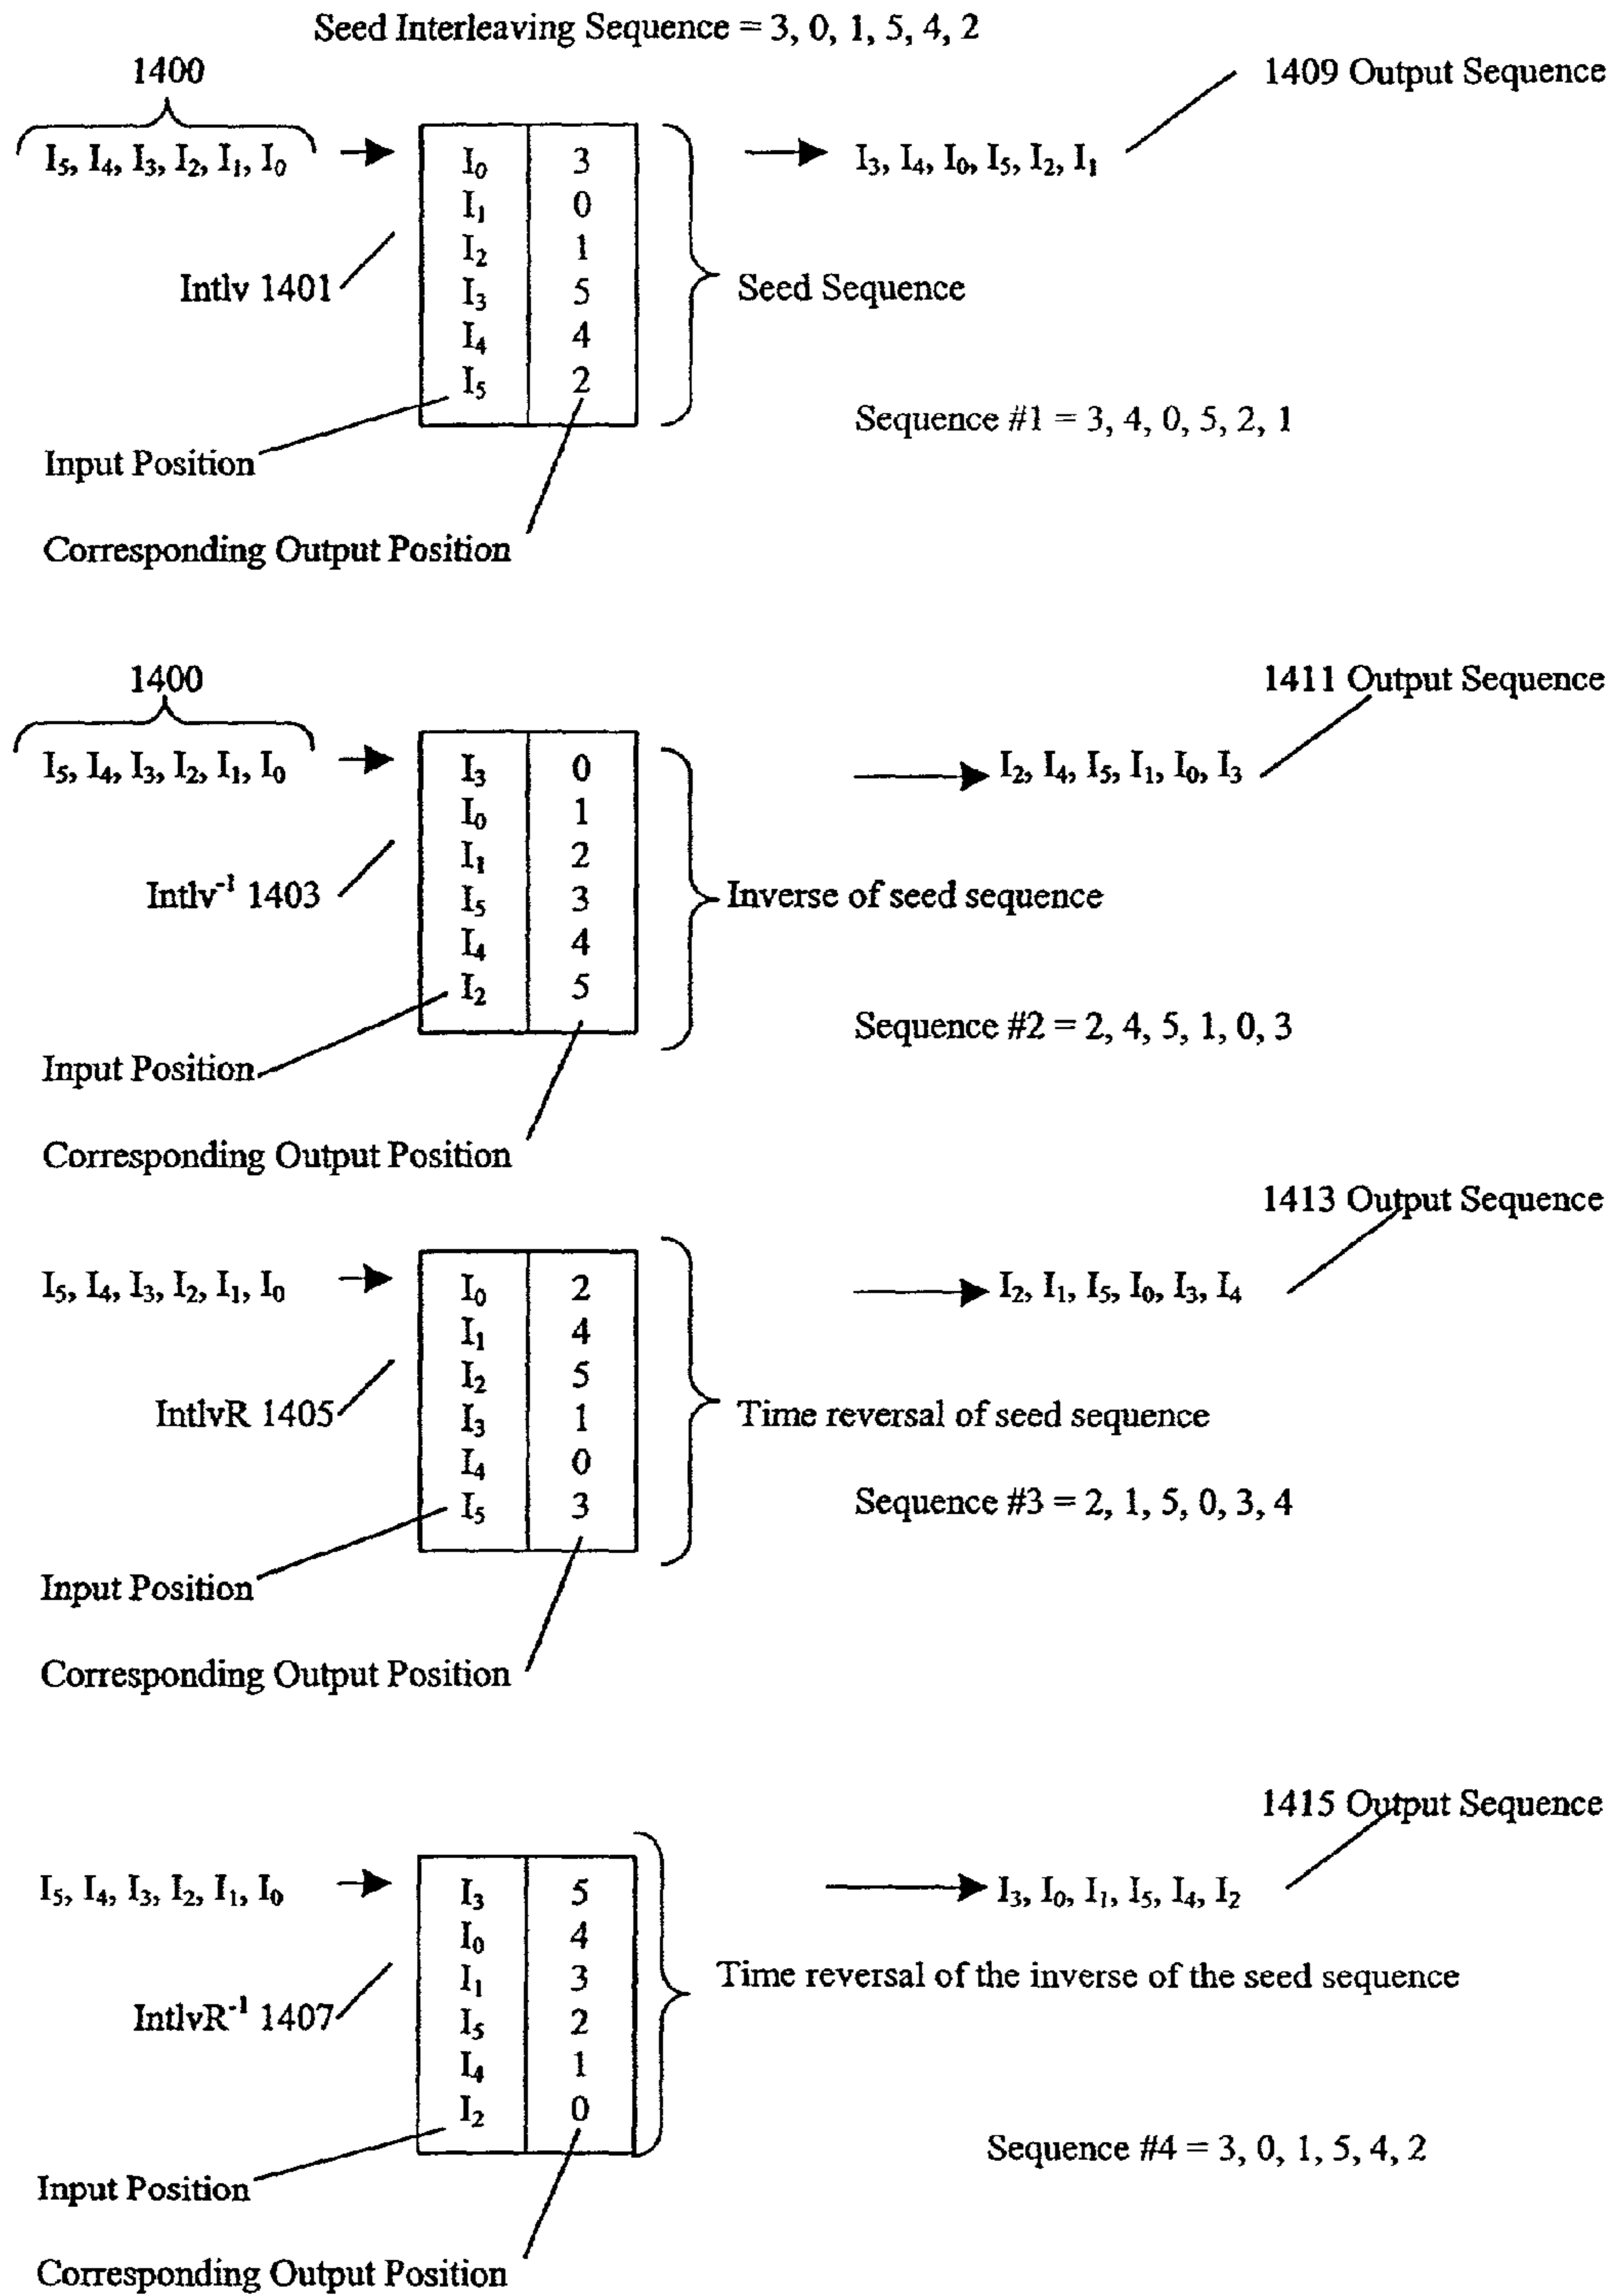 Seed Interleaving Sequence = 3, 0, 1, 5, 4, 2
1400
1409 Output Sequence
I₅, I₄, I₃, I₂, I₁, I₀
I₀ 3
I₁ 0
I₂ 1
I₃ 5
I₄ 4
I₅ 2
I₃, I₄, I₀, I₅, I₂, I₁
Intlv 1401
Seed Sequence
Sequence #1 = 3, 4, 0, 5, 2, 1
Input Position
Corresponding Output Position
1400
1411 Output Sequence
I₅, I₄, I₃, I₂, I₁, I₀
I₃ 0
I₀ 1
I₁ 2
I₅ 3
I₄ 4
I₂ 5
I₂, I₄, I₅, I₁, I₀, I₃
Intlv⁻¹ 1403
Inverse of seed sequence
Sequence #2 = 2, 4, 5, 1, 0, 3
Input Position
Corresponding Output Position
1413 Output Sequence
I₅, I₄, I₃, I₂, I₁, I₀
I₀ 2
I₁ 4
I₂ 5
I₃ 1
I₄ 0
I₅ 3
I₂, I₁, I₅, I₀, I₃, I₄
IntlvR 1405
Time reversal of seed sequence
Sequence #3 = 2, 1, 5, 0, 3, 4
Input Position
Corresponding Output Position
1415 Output Sequence
I₅, I₄, I₃, I₂, I₁, I₀
I₃ 5
I₀ 4
I₁ 3
I₅ 2
I₄ 1
I₂ 0
I₃, I₀, I₁, I₅, I₄, I₂
IntlvR⁻¹ 1407
Time reversal of the inverse of the seed sequence
Sequence #4 = 3, 0, 1, 5, 4, 2
Input Position
Corresponding Output Position